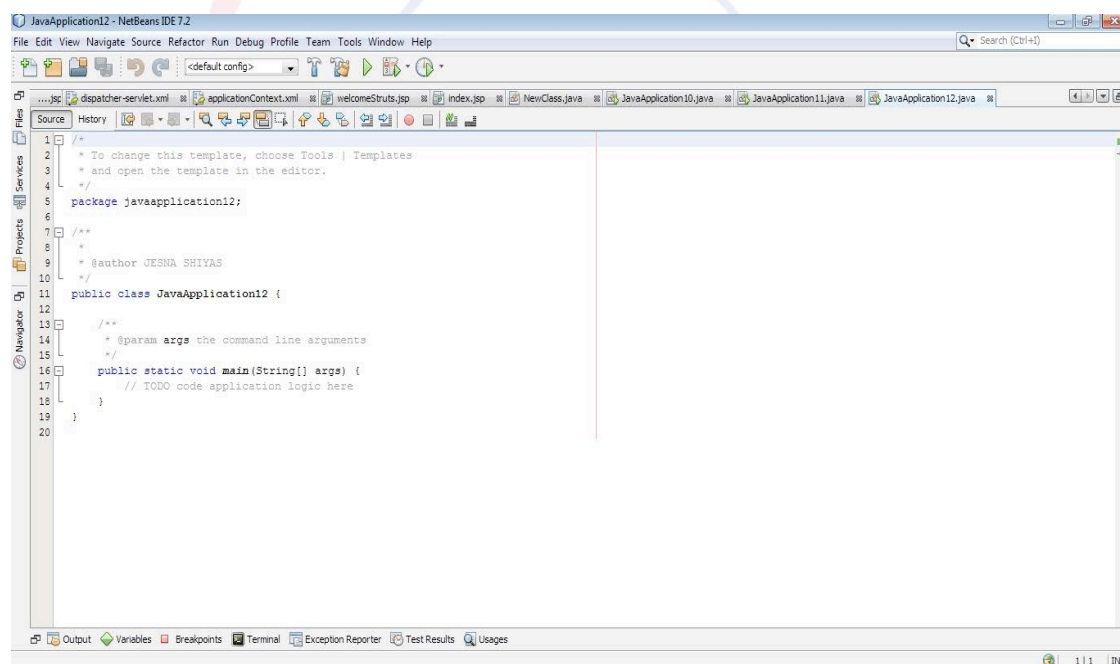 JavaApplication12 - NetBeans IDE 7.2
File Edit View Navigate Source Refactor Run Debug Profile Team Tools Window Help
Search (Ctrl+I)
<default config>
....jsp dispatcher-servlet.xml applicationContext.xml welcomeStruts.jsp index.jsp NewClass.java JavaApplication10.java JavaApplication11.java JavaApplication12.java
Files
Services
Projects
Navigator
Source History
1 /*
2 * To change this template, choose Tools | Templates
3 * and open the template in the editor.
4 */
5 package javaapplication12;
6
7 /**
8 *
9 * @author JESNA SHIYAS
10 */
11 public class JavaApplication12 {
12
13 /**
14 * @param args the command line arguments
15 */
16 public static void main(String[] args) {
17 // TODO code application logic here
18 }
19 }
20
Output Variables Breakpoints Terminal Exception Reporter Test Results Usages
1 | 1 IN